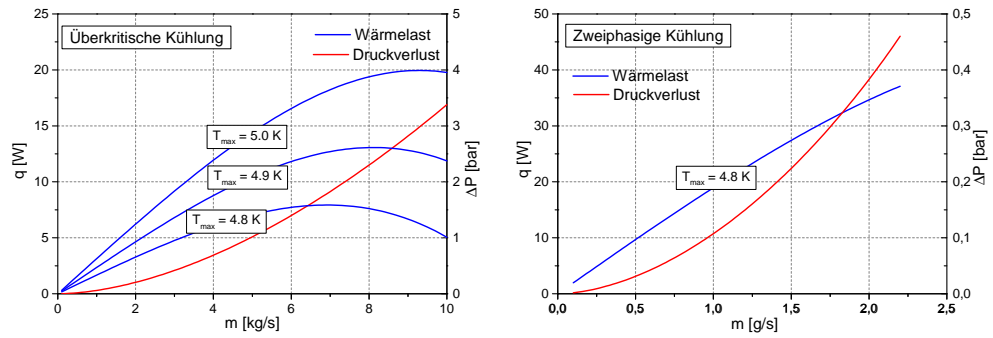 Überkritische Kühlung
Wärmelast
Druckverlust
T_max = 5.0 K
T_max = 4.9 K
T_max = 4.8 K
q [W]
25
20
15
10
5
0
ΔP [bar]
5
4
3
2
1
0
0 2 4 6 8 10
m [kg/s]
Zweiphasige Kühlung
Wärmelast
Druckverlust
T_max = 4.8 K
q [W]
50
40
30
20
10
0
ΔP [bar]
0,5
0,4
0,3
0,2
0,1
0,0
0,0 0,5 1,0 1,5 2,0 2,5
m [g/s]